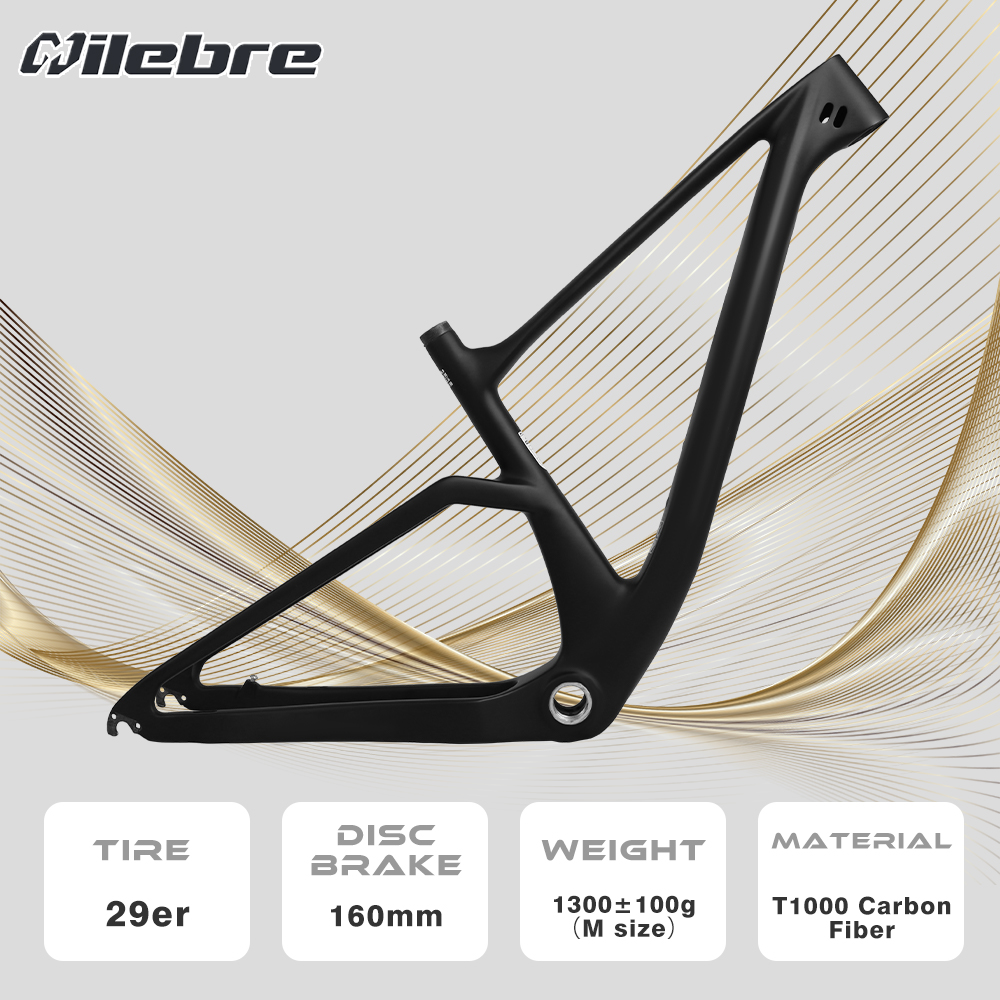 Milebre
TIRE
29er
DISC
BRAKE
160mm
WEIGHT
1300±100g
（M size）
MATERIAL
T1000 Carbon
Fiber